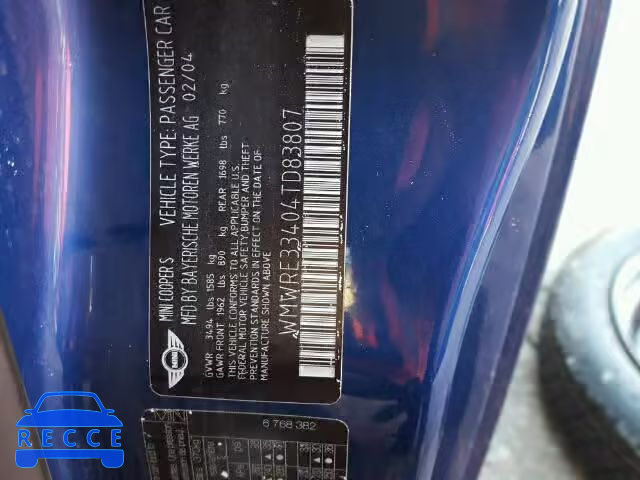 MINI COOPER S VEHICLE TYPE: PASSENGER CAR
MFD BY BAYERISCHE MOTOREN WERKE AG 02/04
GVWR 3494 lbs 1585 kg
GAWR FRONT 1962 lbs 890 kg REAR 1698 lbs 770 kg
THIS VEHICLE CONFORMS TO ALL APPLICABLE U.S.
FEDERAL MOTOR VEHICLE SAFETY, BUMPER AND THEFT
PREVENTION STANDARDS IN EFFECT ON THE DATE OF
MANUFACTURE SHOWN ABOVE
WMWRE33404TD83807
MINI
6 768 382
RECCE